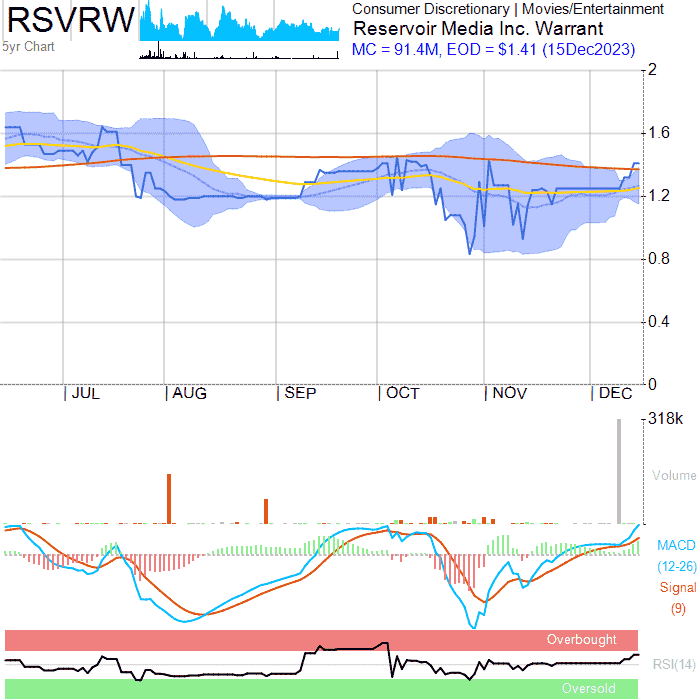 RSVRW
5yr Chart
Consumer Discretionary | Movies/Entertainment
Reservoir Media Inc. Warrant
MC = 91.4M, EOD = $1.41 (15Dec2023)
2
1.6
1.2
0.8
0.4
0
| JUL | AUG | SEP | OCT | NOV | DEC
318k
Volume
MACD
(12-26)
Signal
(9)
Overbought
RSI(14)
Oversold